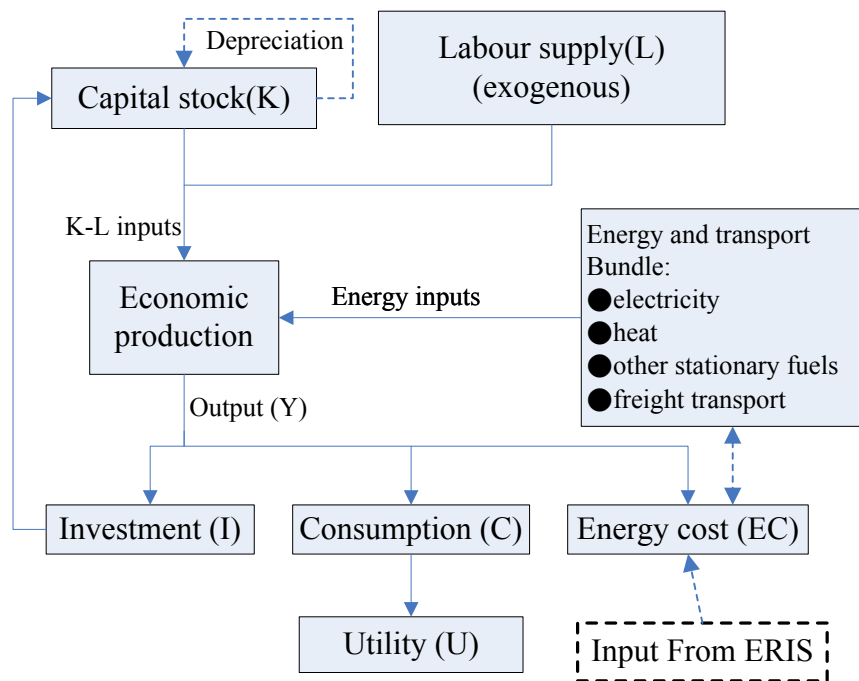 Depreciation
Capital stock(K)
Labour supply(L)
(exogenous)
K-L inputs
Energy and transport
Bundle:
●electricity
●heat
●other stationary fuels
●freight transport
Economic
production
Energy inputs
Output (Y)
Investment (I)
Consumption (C)
Energy cost (EC)
Utility (U)
Input From ERIS